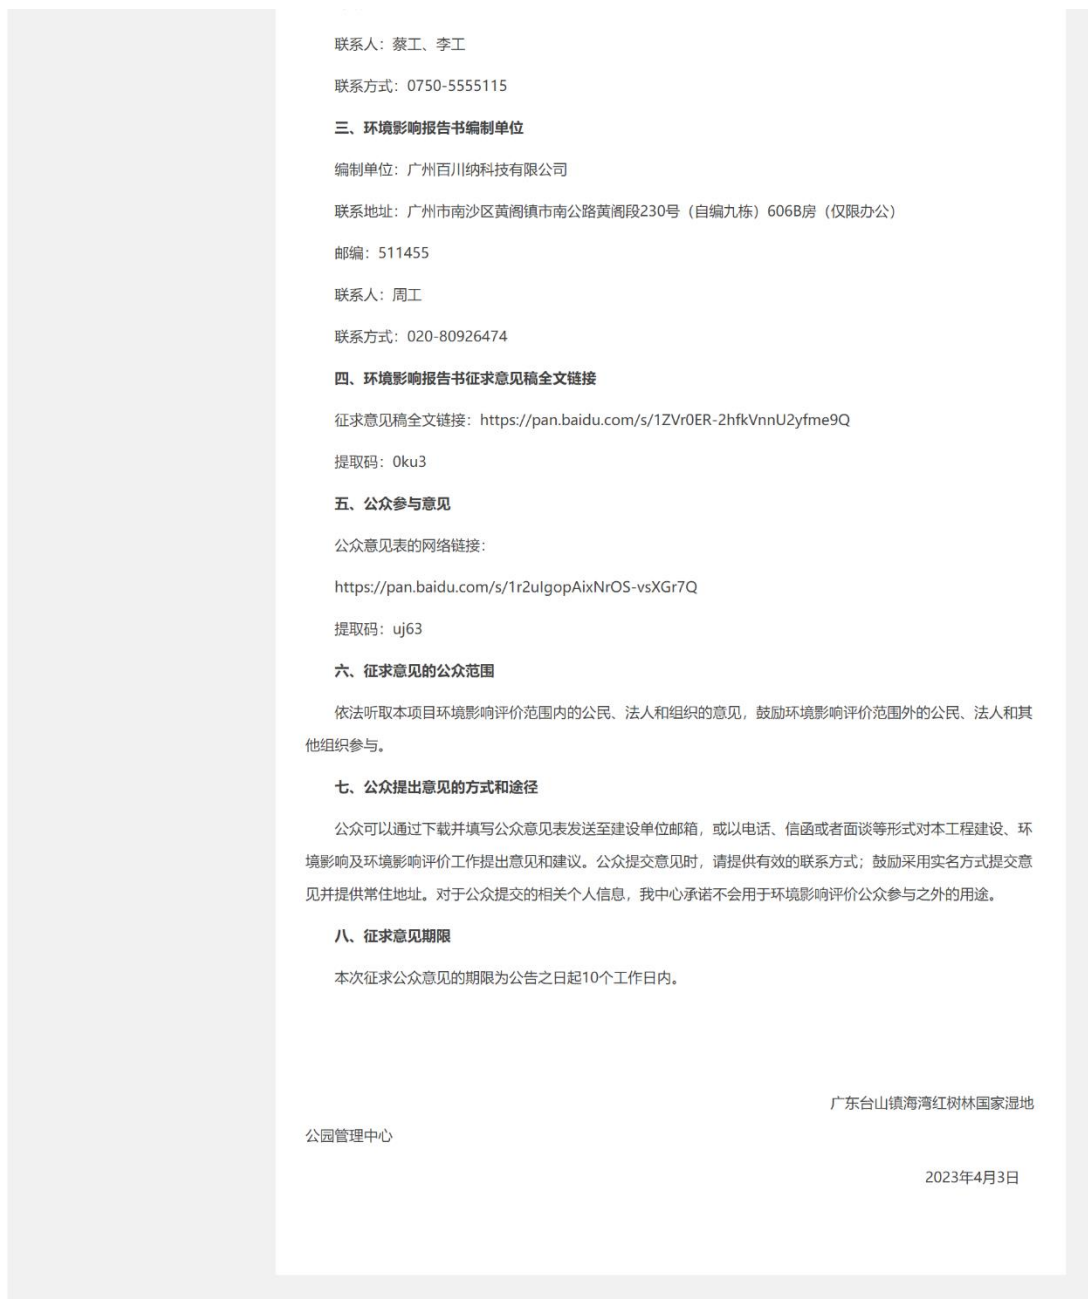 联系人：蔡工、李工
联系方式：0750-5555115
三、环境影响报告书编制单位
编制单位：广州百川纳科技有限公司
联系地址：广州市南沙区黄阁镇市南公路黄阁段230号（自编九栋）606B房（仅限办公）
邮编：511455
联系人：周工
联系方式：020-80926474
四、环境影响报告书征求意见稿全文链接
征求意见稿全文链接：https://pan.baidu.com/s/1ZVr0ER-2hfkVnnU2yfme9Q
提取码：0ku3
五、公众参与意见
公众意见表的网络链接：
https://pan.baidu.com/s/1r2uIgopAixNrOS-vsXGr7Q
提取码：uj63
六、征求意见的公众范围
依法听取本项目环境影响评价范围内的公民、法人和组织的意见，鼓励环境影响评价范围外的公民、法人和其
他组织参与。
七、公众提出意见的方式和途径
公众可以通过下载并填写公众意见表发送至建设单位邮箱，或以电话、信函或者面谈等形式对本工程建设、环
境影响及环境影响评价工作提出意见和建议。公众提交意见时，请提供有效的联系方式；鼓励采用实名方式提交意
见并提供常住地址。对于公众提交的相关个人信息，我中心承诺不会用于环境影响评价公众参与之外的用途。
八、征求意见期限
本次征求公众意见的期限为公告之日起10个工作日内。
广东台山镇海湾红树林国家湿地
公园管理中心
2023年4月3日